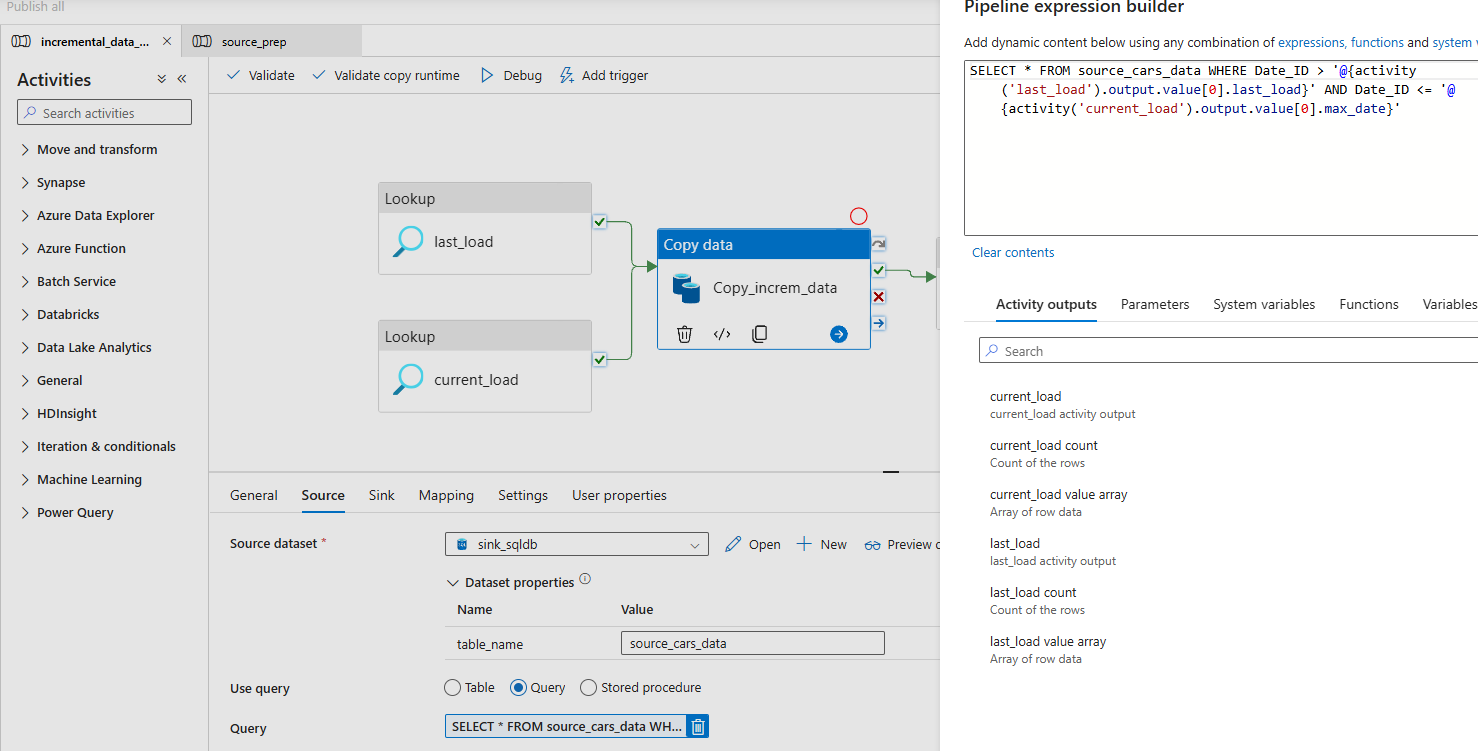 Publish all
incremental_data_...
source_prep
Activities
Search activities
Move and transform
Synapse
Azure Data Explorer
Azure Function
Batch Service
Databricks
Data Lake Analytics
General
HDInsight
Iteration & conditionals
Machine Learning
Power Query
Validate
Validate copy runtime
Debug
Add trigger
Lookup
last_load
Lookup
current_load
Copy data
Copy_increm_data
General
Source
Sink
Mapping
Settings
User properties
Source dataset *
sink_sqldb
Open
New
Preview
Dataset properties
Name
Value
table_name
source_cars_data
Use query
Table
Query
Stored procedure
Query
SELECT * FROM source_cars_data WH...
Pipeline expression builder
Add dynamic content below using any combination of expressions, functions and system
SELECT * FROM source_cars_data WHERE Date_ID > '@{activity
('last_load').output.value[0].last_load}' AND Date_ID <= '@
{activity('current_load').output.value[0].max_date}'
Clear contents
Activity outputs
Parameters
System variables
Functions
Variables
Search
current_load
current_load activity output
current_load count
Count of the rows
current_load value array
Array of row data
last_load
last_load activity output
last_load count
Count of the rows
last_load value array
Array of row data